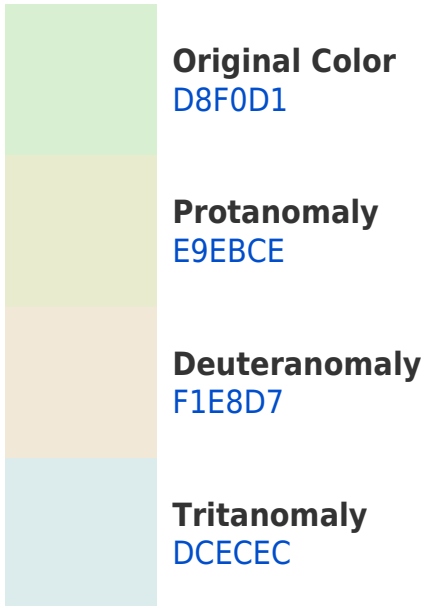 Original Color
D8F0D1
Protanomaly
E9EBCE
Deuteranomaly
F1E8D7
Tritanomaly
DCECEC